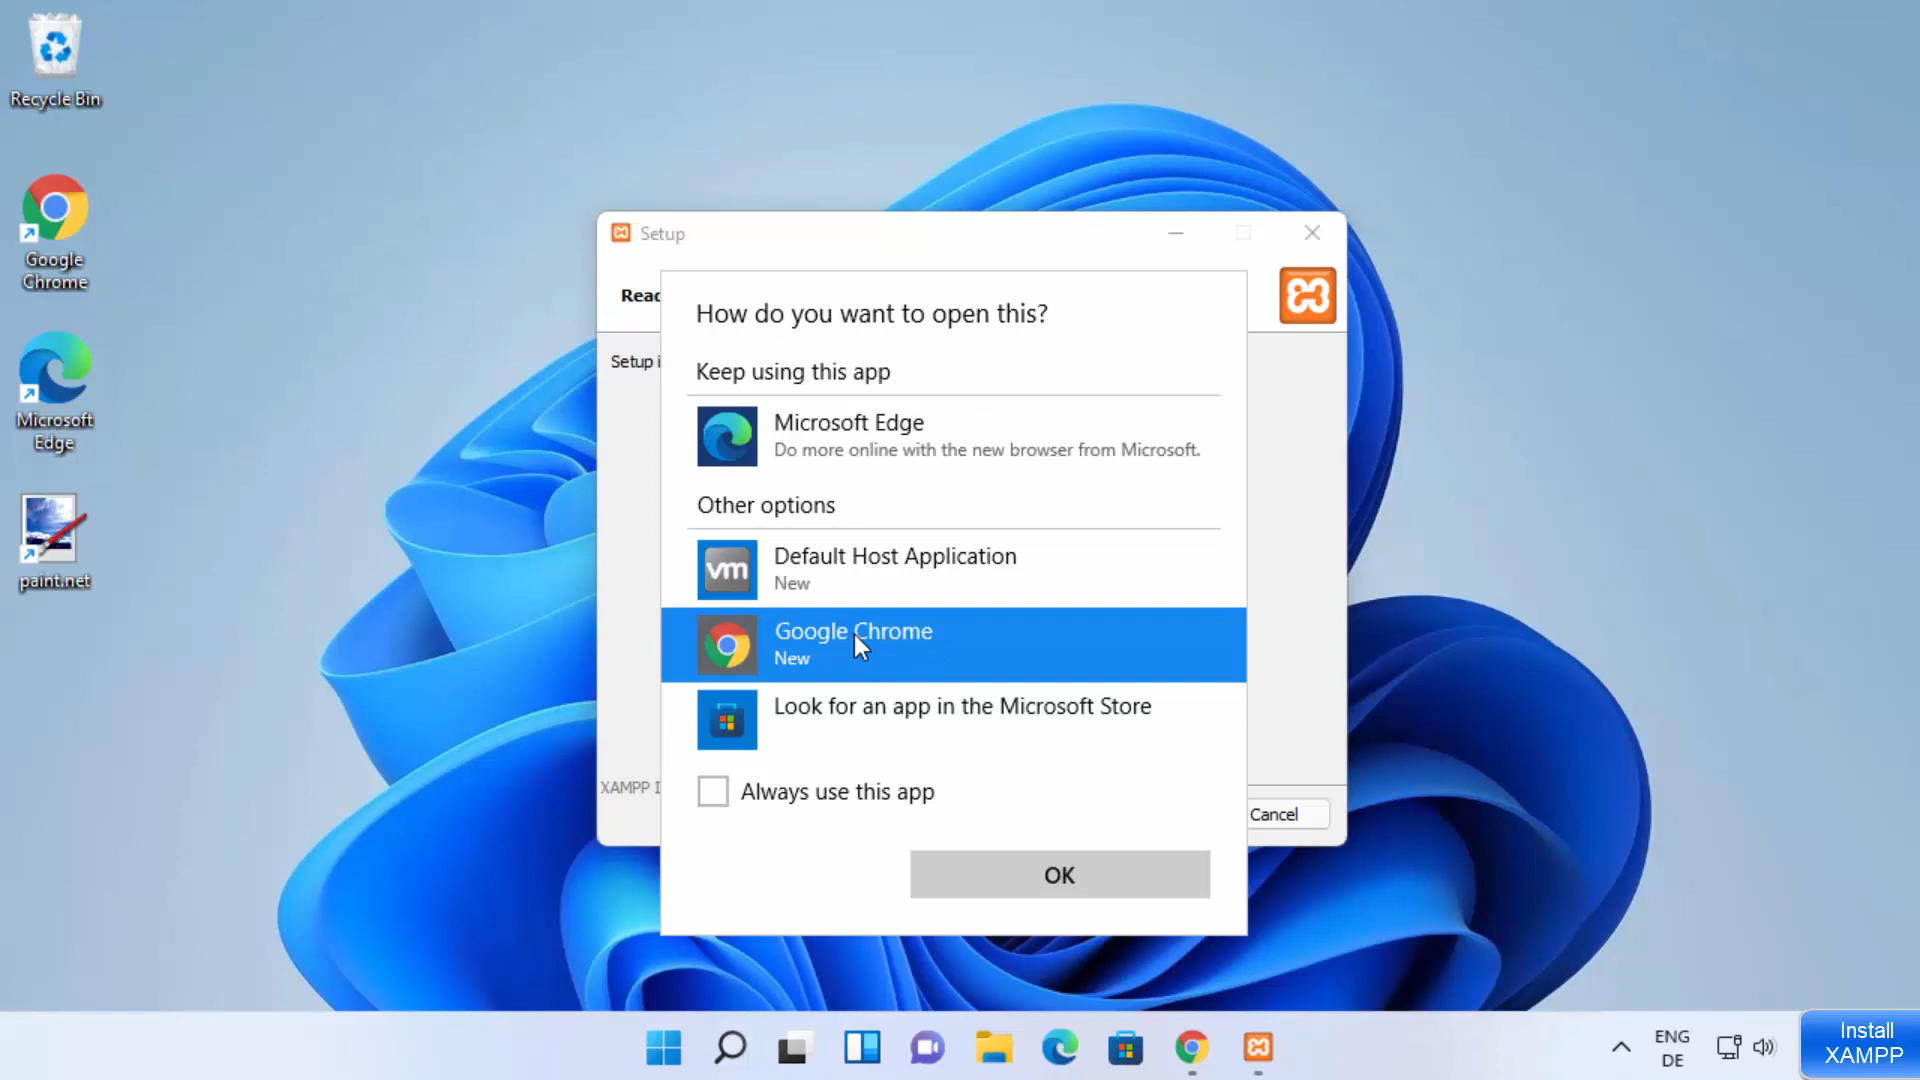 Recycle Bin
Google
Chrome
Microsoft
Edge
paint.net
Setup
Reac
Setup i
XAMPP I
Cancel
How do you want to open this?
Keep using this app
Microsoft Edge
Do more online with the new browser from Microsoft.
Other options
vm
Default Host Application
New
Google Chrome
New
Look for an app in the Microsoft Store
Always use this app
OK
ENG
DE
Install
XAMPP